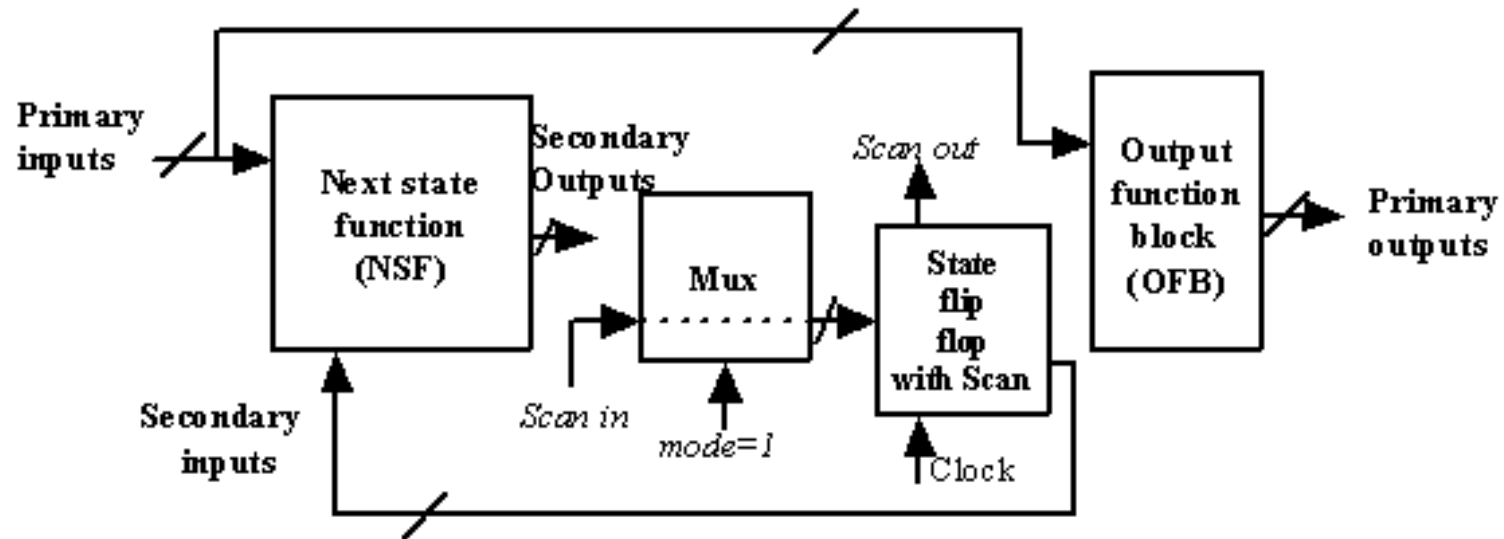 Primary
inputs
Next state
function
(NSF)
Secondary
Outputs
Secondary
inputs
Scan in
Mux
mode=1
Scan out
State
flip
flop
with Scan
Clock
Output
function
block
(OFB)
Primary
outputs